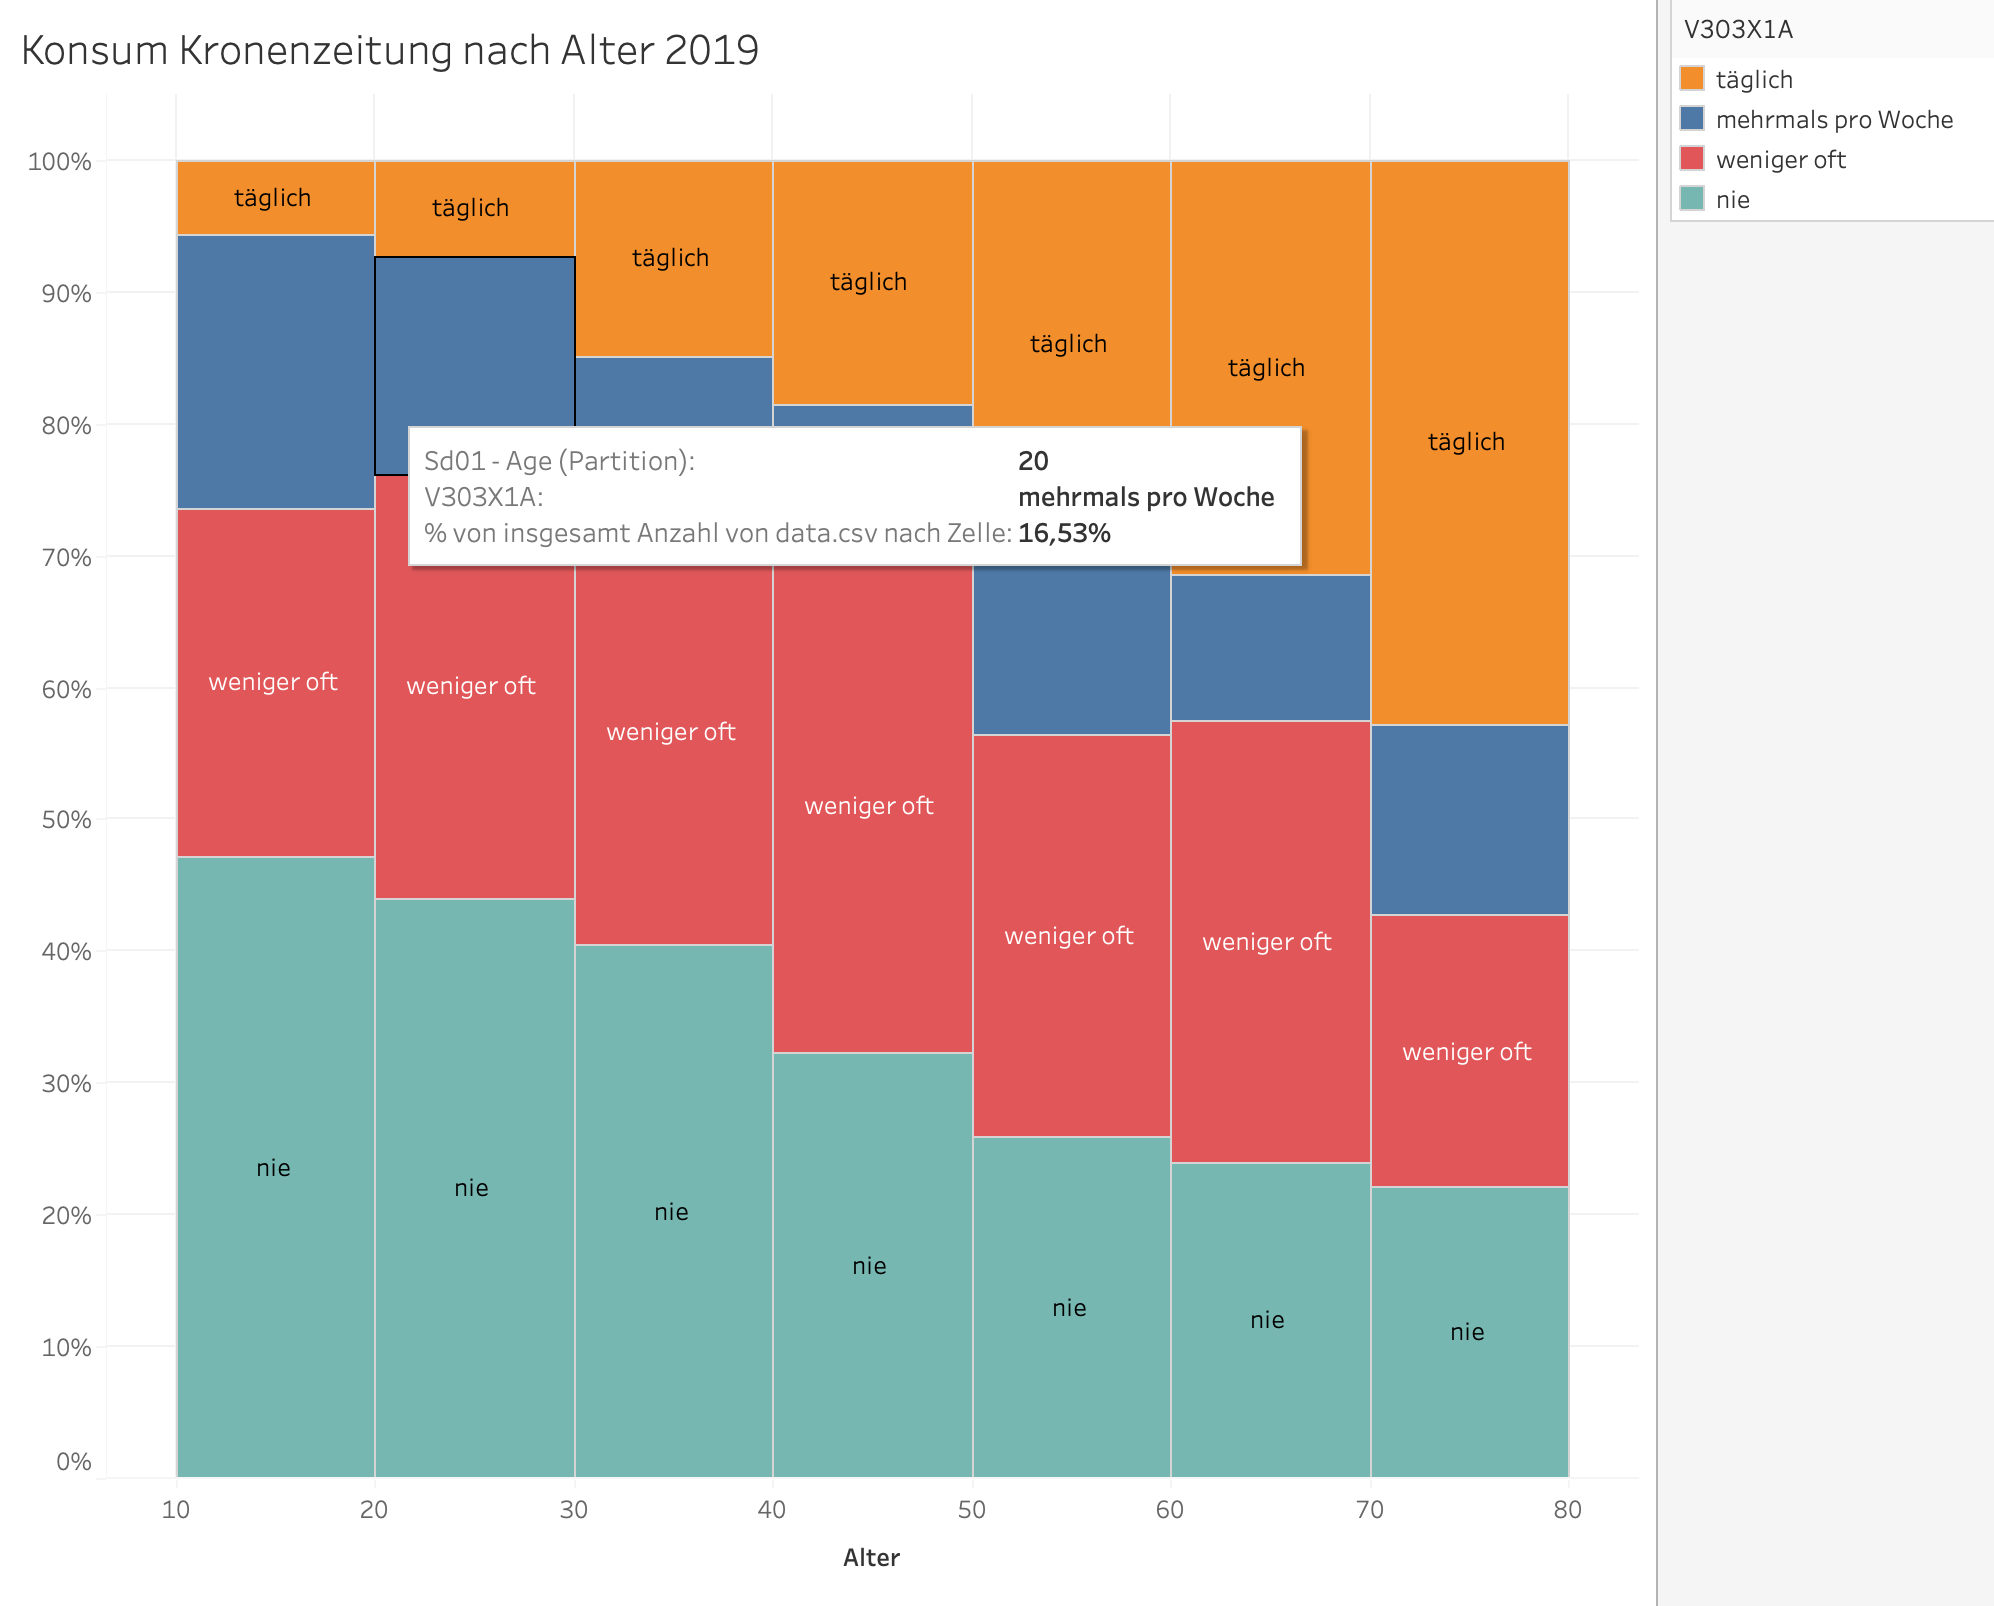 Konsum Kronenzeitung nach Alter 2019
V303X1A
täglich
mehrmals pro Woche
weniger oft
nie
100%
90%
80%
70%
60%
50%
40%
30%
20%
10%
0%
täglich
täglich
täglich
täglich
täglich
täglich
täglich
Sd01 - Age (Partition): 20
V303X1A: mehrmals pro Woche
% von insgesamt Anzahl von data.csv nach Zelle: 16,53%
weniger oft
weniger oft
weniger oft
weniger oft
weniger oft
weniger oft
weniger oft
nie
nie
nie
nie
nie
nie
nie
10 20 30 40 50 60 70 80
Alter